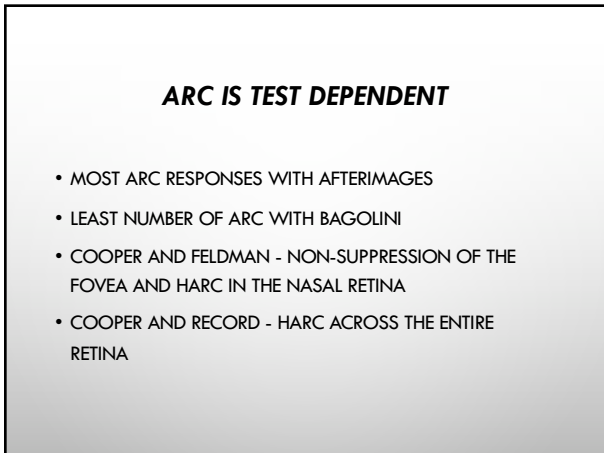 ARC IS TEST DEPENDENT
• MOST ARC RESPONSES WITH AFTERIMAGES
• LEAST NUMBER OF ARC WITH BAGOLINI
• COOPER AND FELDMAN - NON-SUPPRESSION OF THE
FOVEA AND HARC IN THE NASAL RETINA
• COOPER AND RECORD - HARC ACROSS THE ENTIRE
RETINA